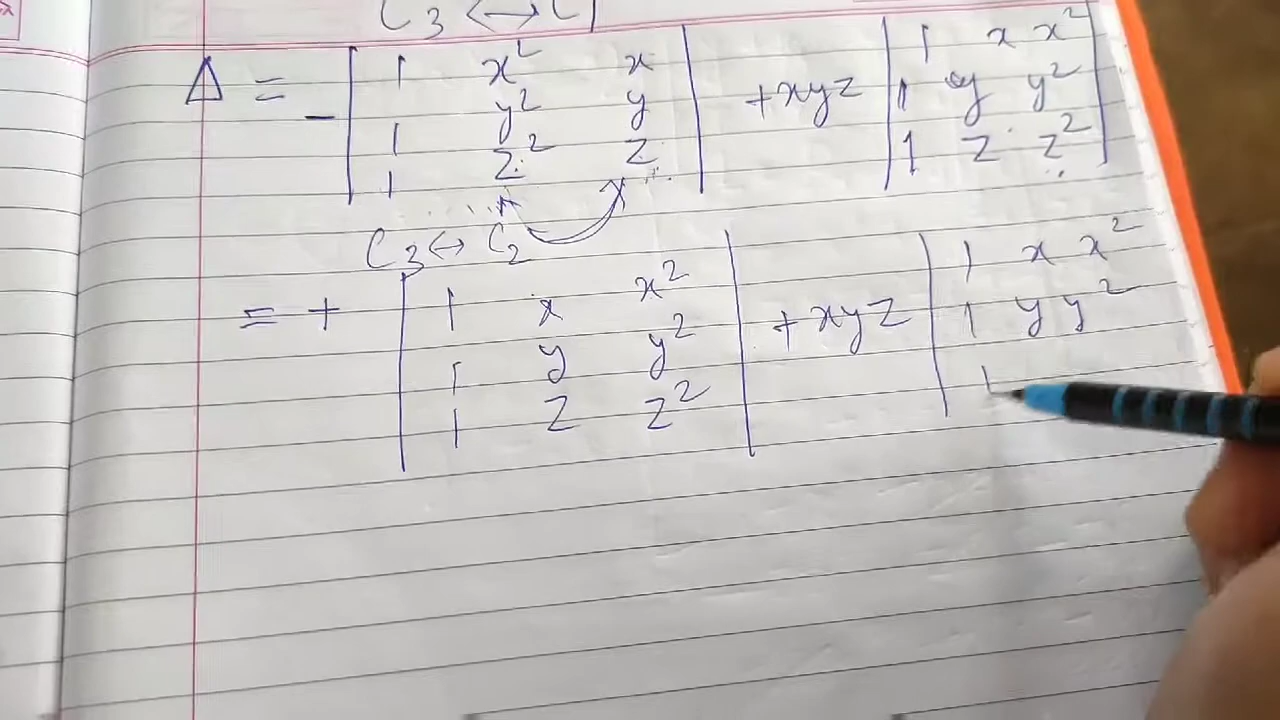 C3 ↔ C1
Δ = - | 1 x² x | + xyz | 1 x x² |
| 1 y² y | | 1 y y² |
| 1 z² z | | 1 z z² |
C3 ↔ C2
= + | 1 x x² | + xyz | 1 x x² |
| 1 y y² | | 1 y y² |
| 1 z z² | | 1